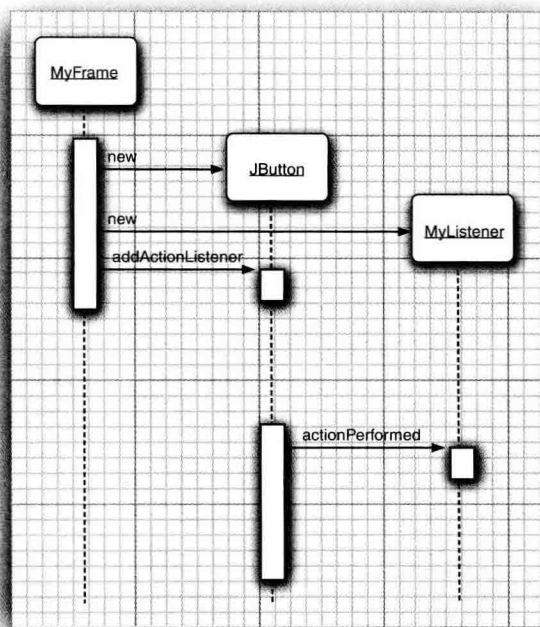 MyFrame
new
JButton
new
MyListener
addActionListener
actionPerformed